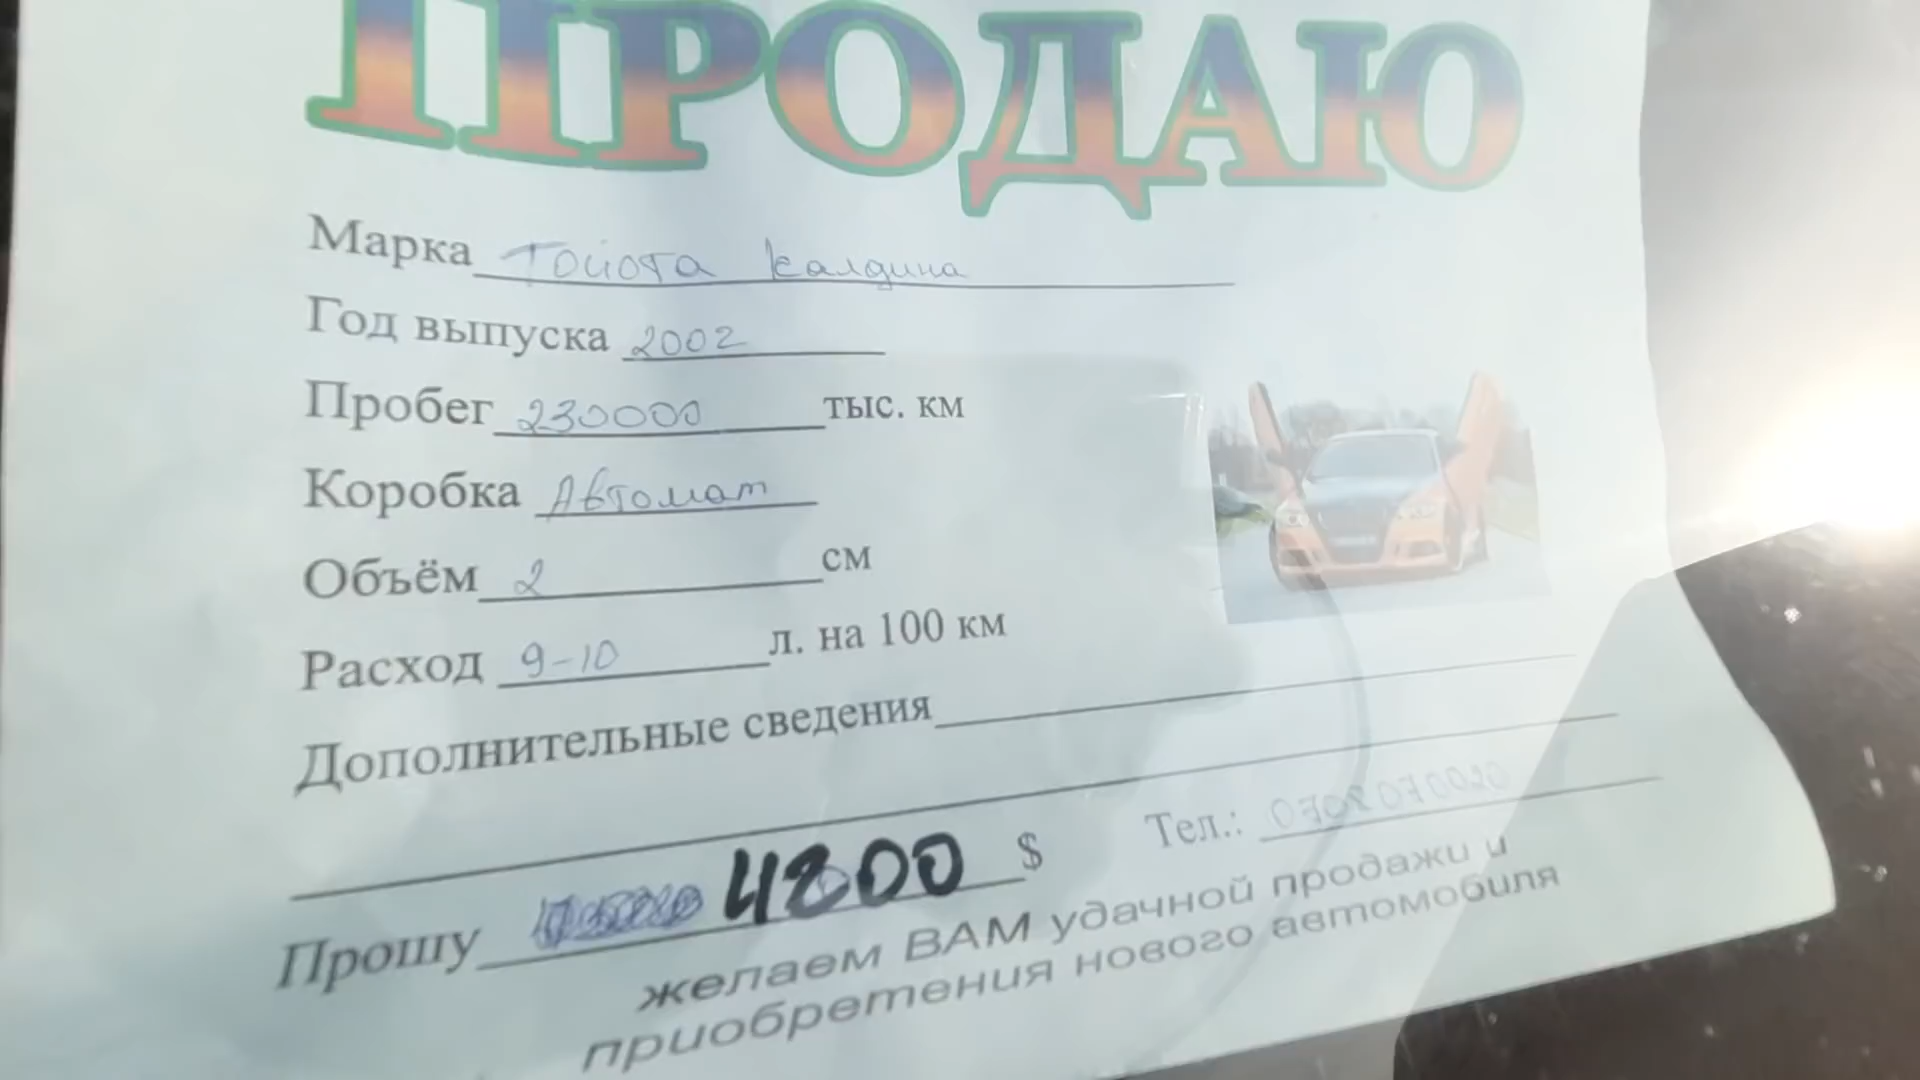 ПРОДАЮ
Марка Тойота калдина
Год выпуска 2002
Пробег 230000 тыс. км
Коробка Автомат
Объём 2 см
Расход 9-10 л. на 100 км
Дополнительные сведения
Прошу 4200 $ Тел.:
желаем ВАМ удачной продажи и
приобретения нового автомобиля